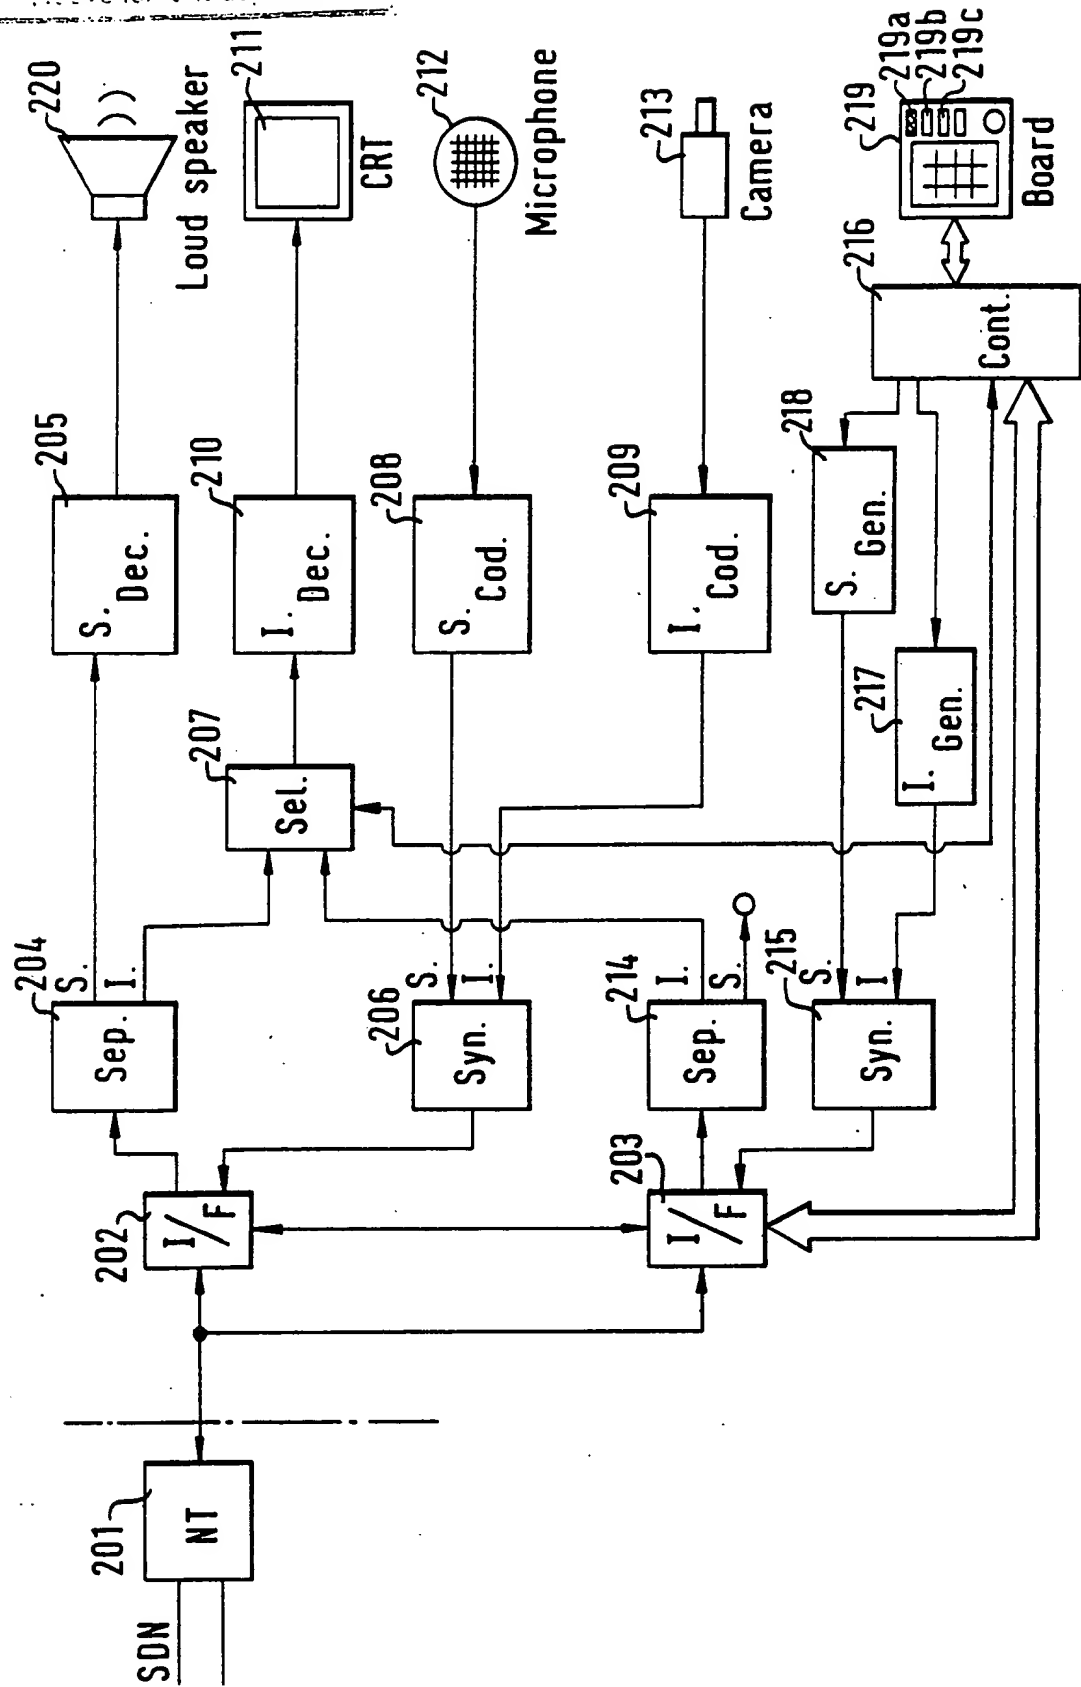 220
Loud speaker
211
CRT
212
Microphone
213
Camera
219
219a
219b
219c
Board
205
S.
Dec.
210
I.
Dec.
208
S.
Cod.
209
I.
Cod.
216
Cont.
218
S.
Gen.
217
I.
Gen.
207
Sel.
204
Sep.
S.
I.
206
Syn.
S.
I.
214
Sep.
I.
S.
215
Syn.
S.
I
202
I/F
203
I/F
201
NT
SDN